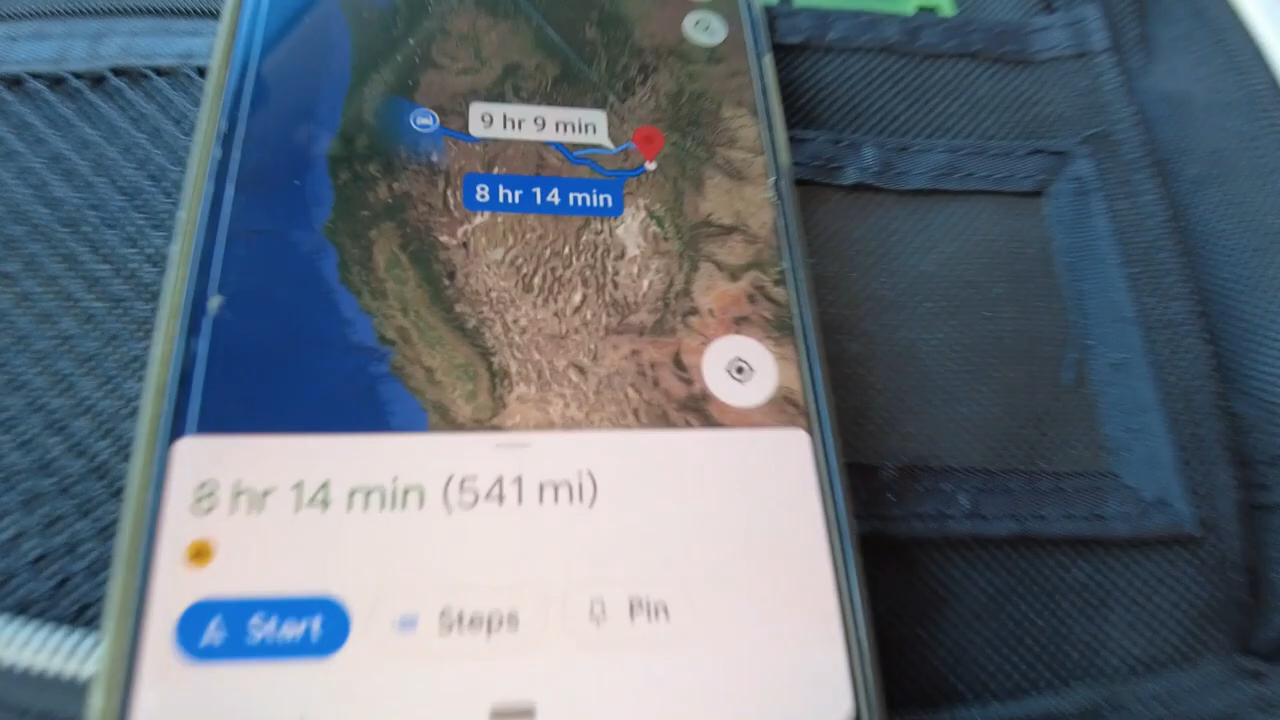 9 hr 9 min
8 hr 14 min
8 hr 14 min (541 mi)
Start
Steps
Pin